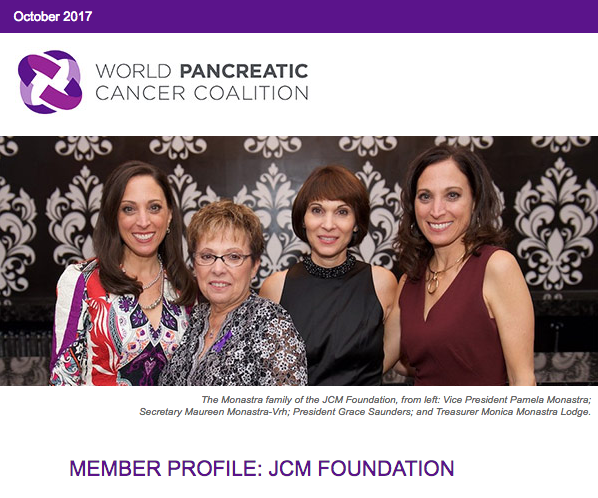 October 2017
WORLD PANCREATIC
CANCER COALITION
The Monastra family of the JCM Foundation, from left: Vice President Pamela Monastra;
Secretary Maureen Monastra-Vrh; President Grace Saunders; and Treasurer Monica Monastra Lodge.
MEMBER PROFILE: JCM FOUNDATION